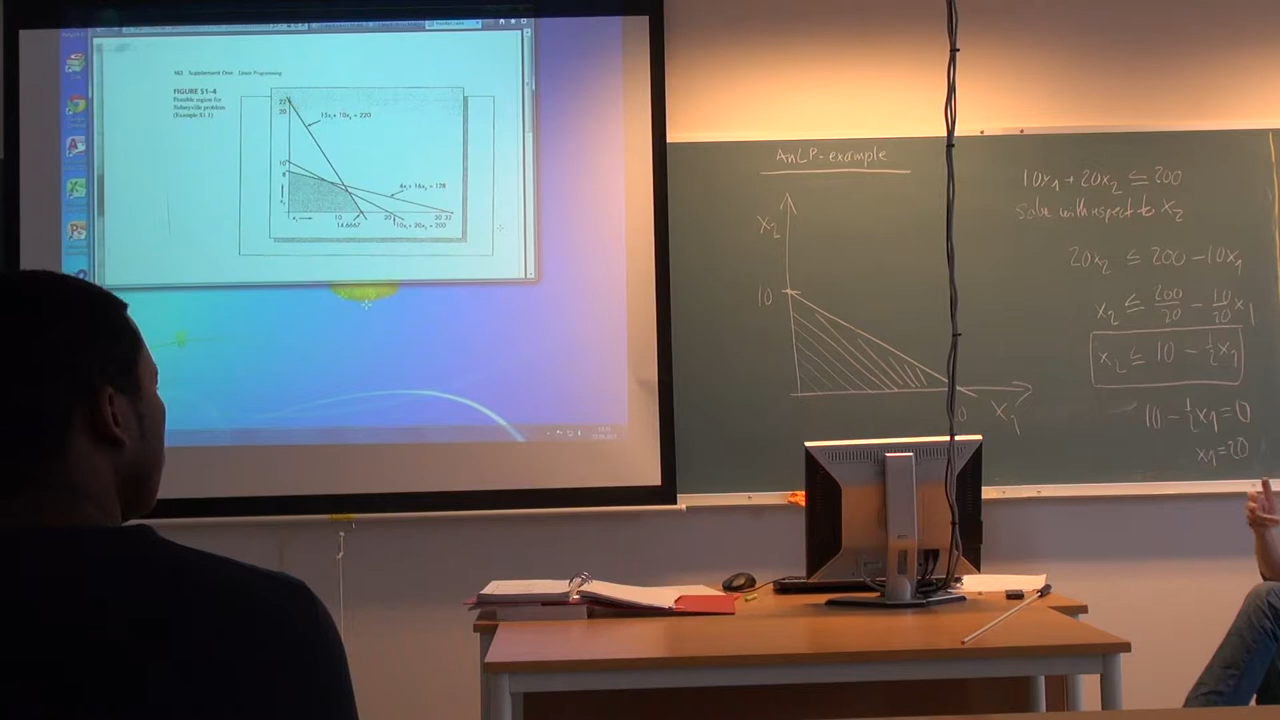 162 Supplement One Linear Programming
FIGURE S1-4
Feasible region for
problem
(Example S1.1)
22
20
15x₁ + 10x₂ = 220
10
8
4x₁ + 16x₂ = 128
x₂
x₁
10
20
30 32
14.6667
10x₁ + 20x₂ = 200
An LP-example
x₂
10
x₁
10x₁ + 20x₂ ≤ 200
Solve with respect to x₂
20x₂ ≤ 200 - 10x₁
x₂ ≤ 200/20 - 10/20 x₁
x₂ ≤ 10 - 1/2 x₁
10 - 1/2 x₁ = 0
x₁ = 20